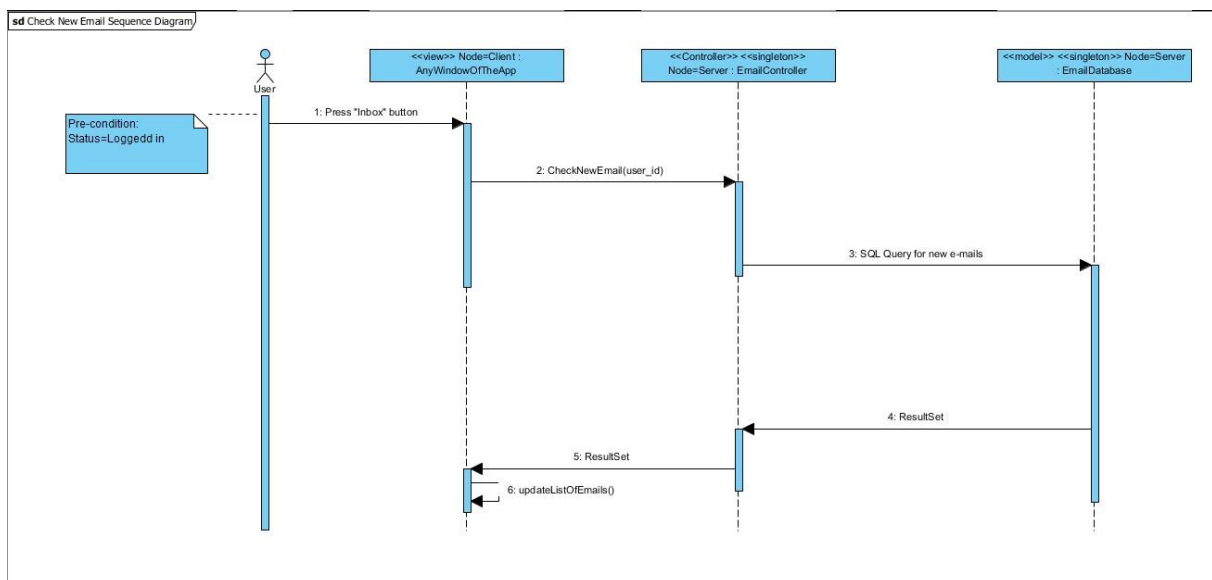 sd Check New Email Sequence Diagram
<<view>> Node=Client :
AnyWindowOfTheApp
<<Controller>> <<singleton>>
Node=Server : EmailController
<<model>> <<singleton>> Node=Server
: EmailDatabase
User
Pre-condition:
Status=Loggedd in
1: Press "Inbox" button
2: CheckNewEmail(user_id)
3: SQL Query for new e-mails
4: ResultSet
5: ResultSet
6: updateListOfEmails()